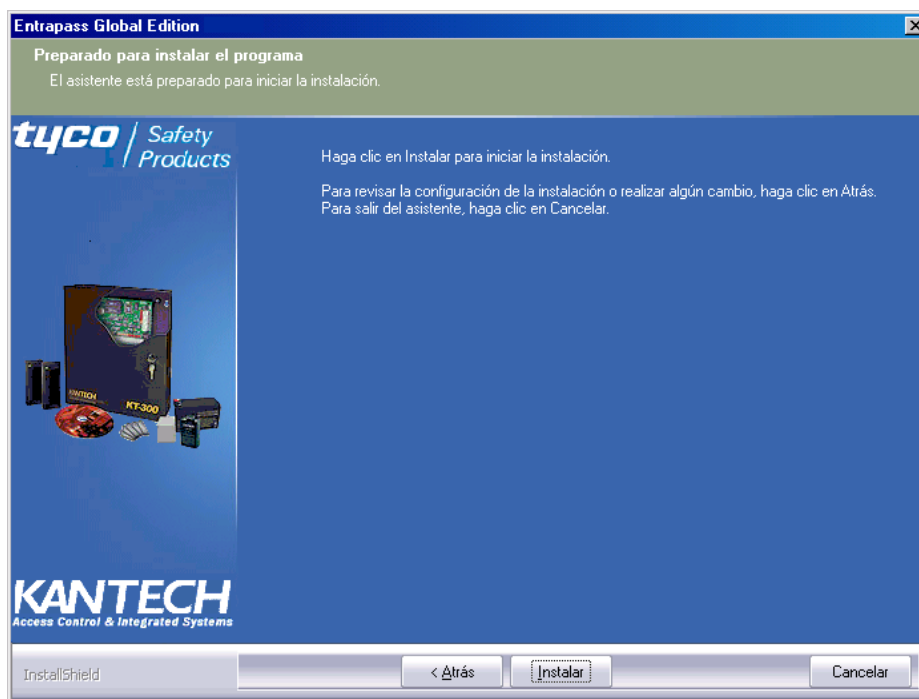 Entrapass Global Edition
Preparado para instalar el programa
El asistente está preparado para iniciar la instalación.
tyco / Safety Products
Haga clic en Instalar para iniciar la instalación.
Para revisar la configuración de la instalación o realizar algún cambio, haga clic en Atrás.
Para salir del asistente, haga clic en Cancelar.
KANTECH
KT-300
KANTECH
Access Control & Integrated Systems
InstallShield
< Atrás
Instalar
Cancelar